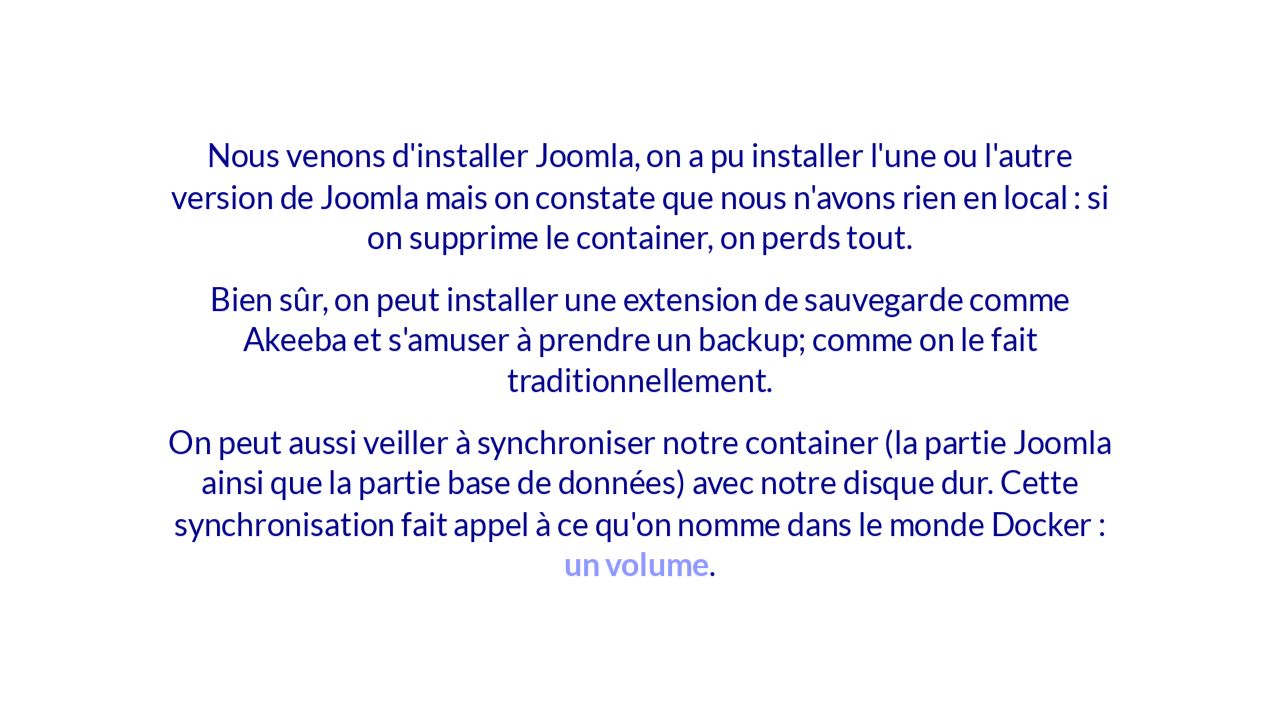 Nous venons d'installer Joomla, on a pu installer l'une ou l'autre
version de Joomla mais on constate que nous n'avons rien en local : si
on supprime le container, on perds tout.
Bien sûr, on peut installer une extension de sauvegarde comme
Akeeba et s'amuser à prendre un backup; comme on le fait
traditionnellement.
On peut aussi veiller à synchroniser notre container (la partie Joomla
ainsi que la partie base de données) avec notre disque dur. Cette
synchronisation fait appel à ce qu'on nomme dans le monde Docker :
un volume.